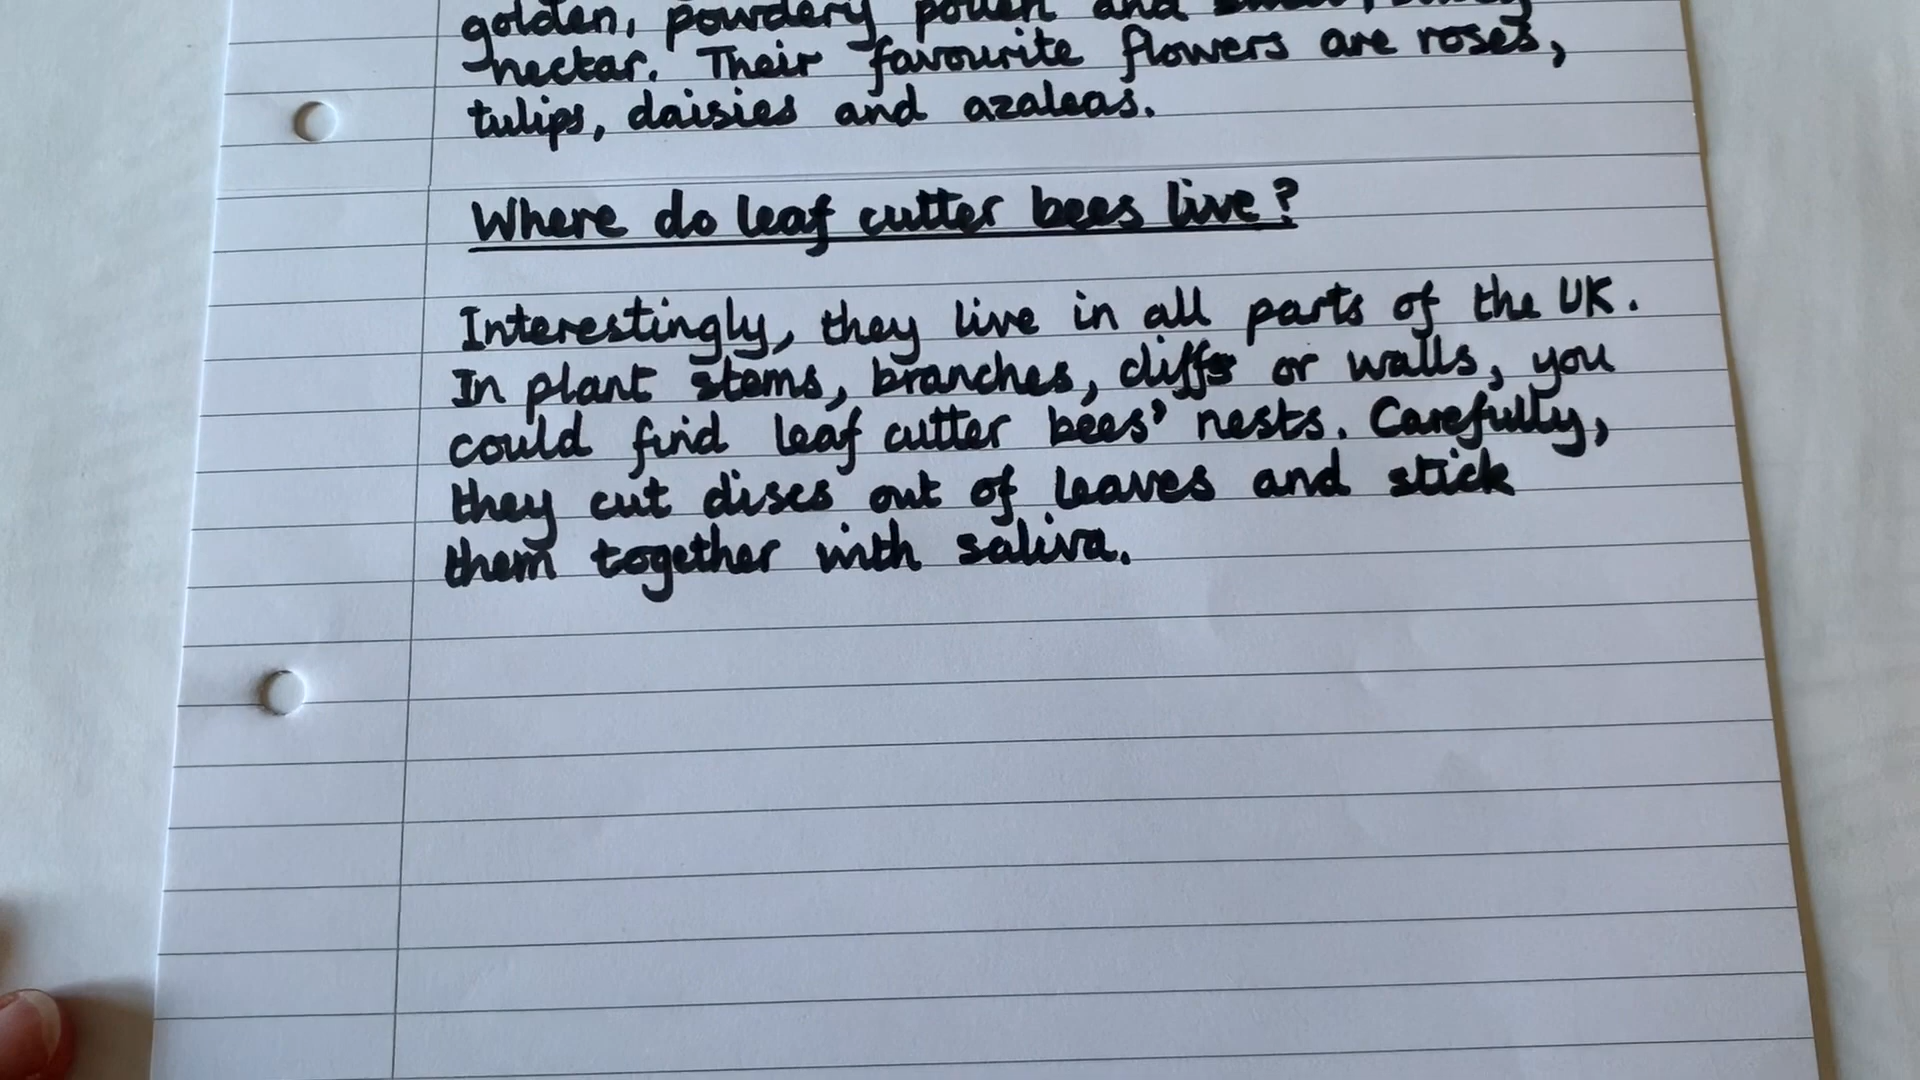 golden, powdery pollen and
nectar. Their favourite flowers are roses,
tulips, daisies and azaleas.
Where do leaf cutter bees live?
Interestingly, they live in all parts of the UK.
In plant stems, branches, cliffs or walls, you
could find leaf cutter bees' nests. Carefully,
they cut discs out of leaves and stick
them together with saliva.